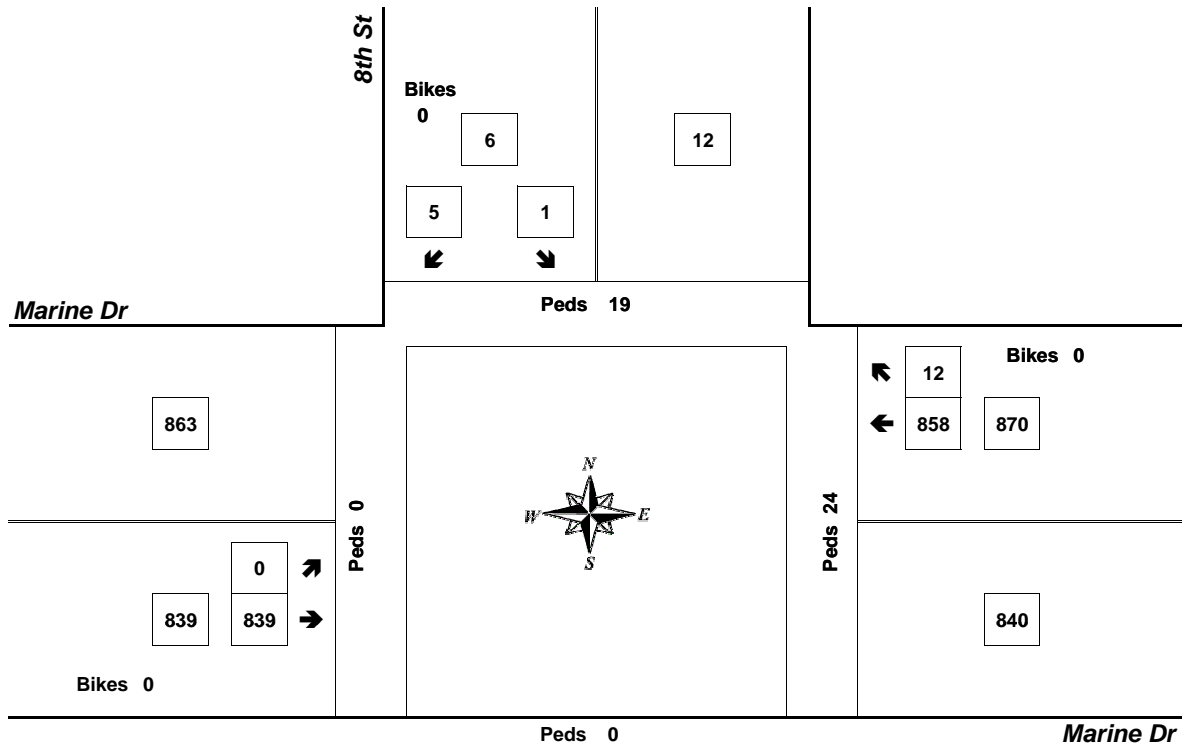 8th St
Bikes
0
6
12
5
1
Peds 19
Marine Dr
Bikes 0
12
863
858
870
N
W
E
S
Peds 0
Peds 24
0
839
839
840
Bikes 0
Peds 0
Marine Dr